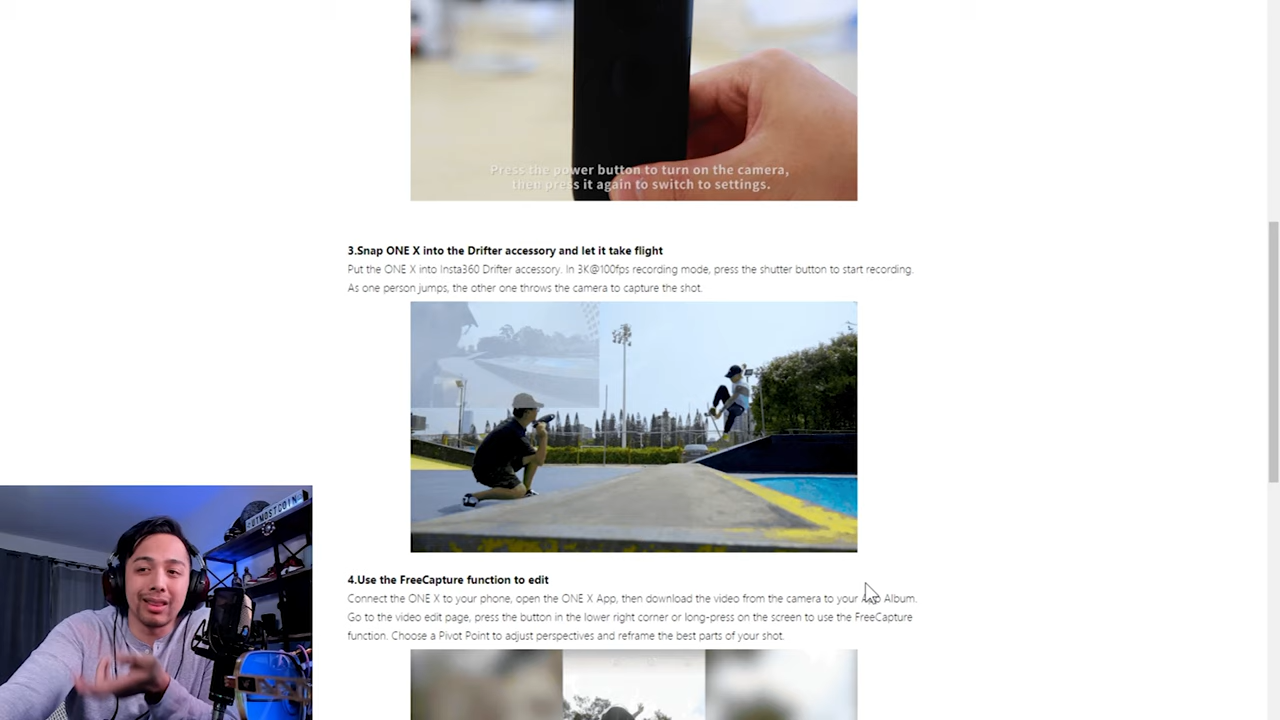 Press the power button to turn on the camera,
then press it again to switch to settings.
3.Snap ONE X into the Drifter accessory and let it take flight
Put the ONE X into Insta360 Drifter accessory. In 3K@100fps recording mode, press the shutter button to start recording.
As one person jumps, the other one throws the camera to capture the shot.
4.Use the FreeCapture function to edit
Connect the ONE X to your phone, open the ONE X App, then download the video from the camera to your App Album.
Go to the video edit page, press the button in the lower right corner or long-press on the screen to use the FreeCapture
function. Choose a Pivot Point to adjust perspectives and reframe the best parts of your shot.